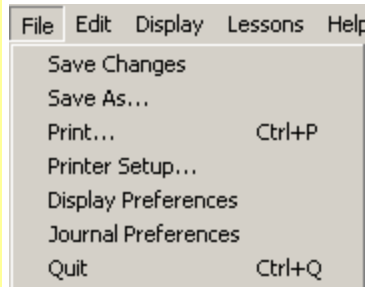 File Edit Display Lessons Help
Save Changes
Save As...
Print... Ctrl+P
Printer Setup...
Display Preferences
Journal Preferences
Quit Ctrl+Q